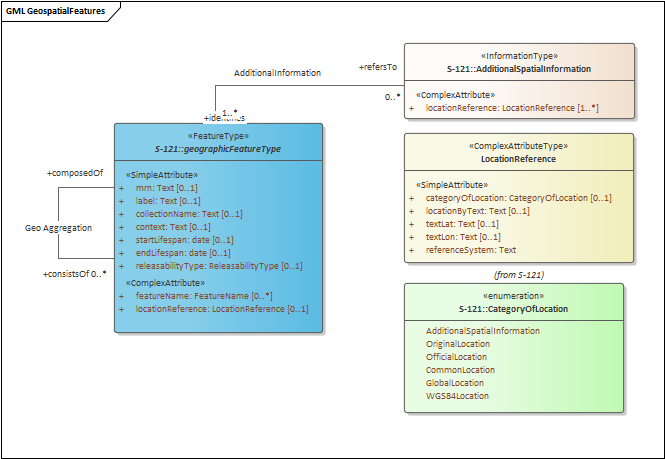 GML GeospatialFeatures
«InformationType»
S-121::AdditionalSpatialInformation
«ComplexAttribute»
+ locationReference: LocationReference [1..*]
AdditionalInformation
+refersTo
0..*
1..*
+identifies
«FeatureType»
S-121::geographicFeatureType
«SimpleAttribute»
+ mrn: Text [0..1]
+ label: Text [0..1]
+ collectionName: Text [0..1]
+ context: Text [0..1]
+ startLifespan: date [0..1]
+ endLifespan: date [0..1]
+ releasabilityType: ReleasabilityType [0..1]
«ComplexAttribute»
+ featureName: FeatureName [0..*]
+ locationReference: LocationReference [0..1]
+composedOf
Geo Aggregation
+consistsOf 0..*
«ComplexAttributeType»
LocationReference
«SimpleAttribute»
+ categoryOfLocation: CategoryOfLocation [0..1]
+ locationByText: Text [0..1]
+ textLat: Text [0..1]
+ textLon: Text [0..1]
+ referenceSystem: Text
(from S-121)
«enumeration»
S-121::CategoryOfLocation
AdditionalSpatialInformation
OriginalLocation
OfficialLocation
CommonLocation
GlobalLocation
WGS84Location